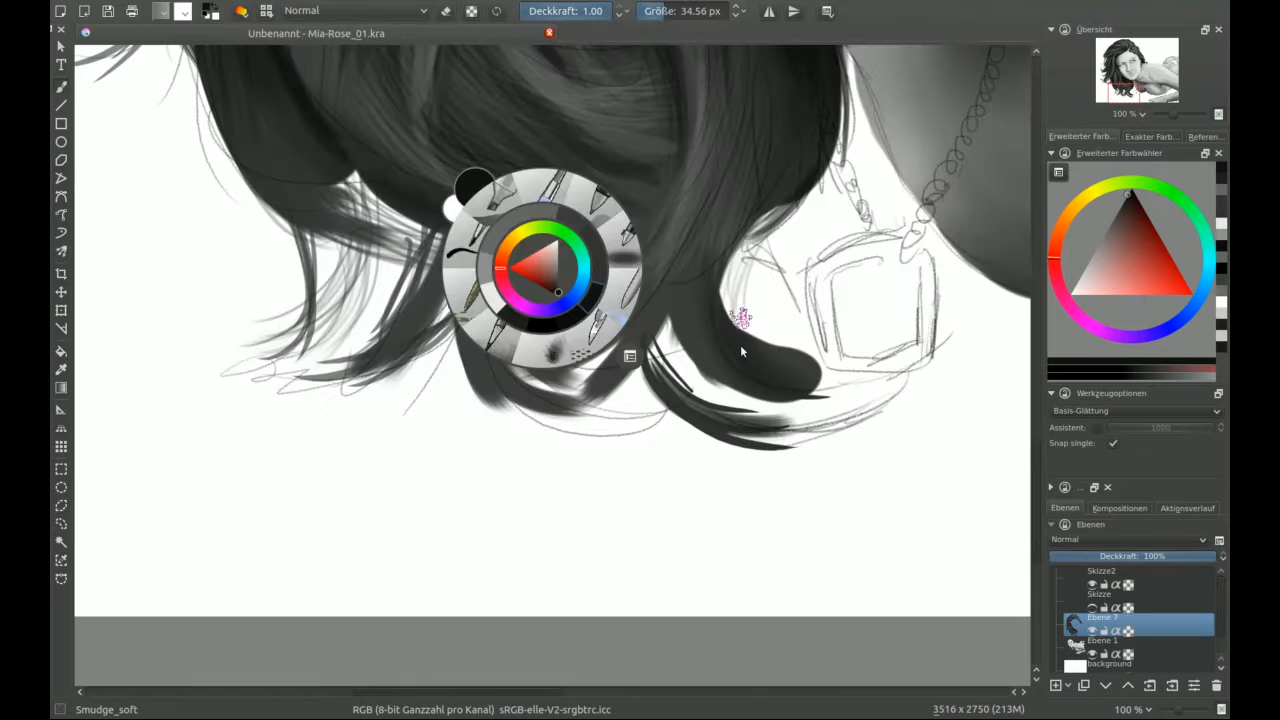 Normal
Deckkraft: 1.00
Größe: 34.56 px
Unbenannt - Mia-Rose_01.kra
Übersicht
100 %
Erweiterter Farb...
Exakter Farb...
Referen...
Erweiterter Farbwähler
Werkzeugoptionen
Basis-Glättung
Assistent:
1000
Snap single:
...
Ebenen
Kompositionen
Aktionsverlauf
Ebenen
Normal
Deckkraft: 100%
Skizze2
Skizze
Ebene 7
Ebene 1
background
Smudge_soft
RGB (8-bit Ganzzahl pro Kanal) sRGB-elle-V2-srgbtrc.icc
3516 x 2750 (213M)
100 %